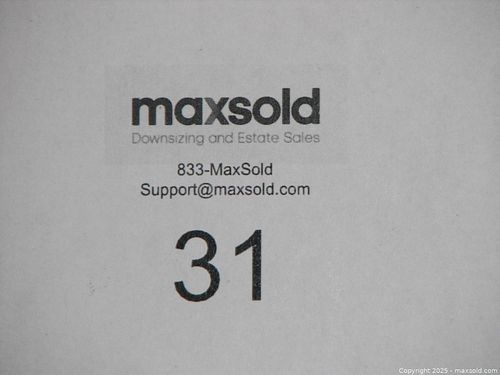 maxsold
Downsizing and Estate Sales
833-MaxSold
Support@maxsold.com
31
Copyright 2025 - maxsold.com